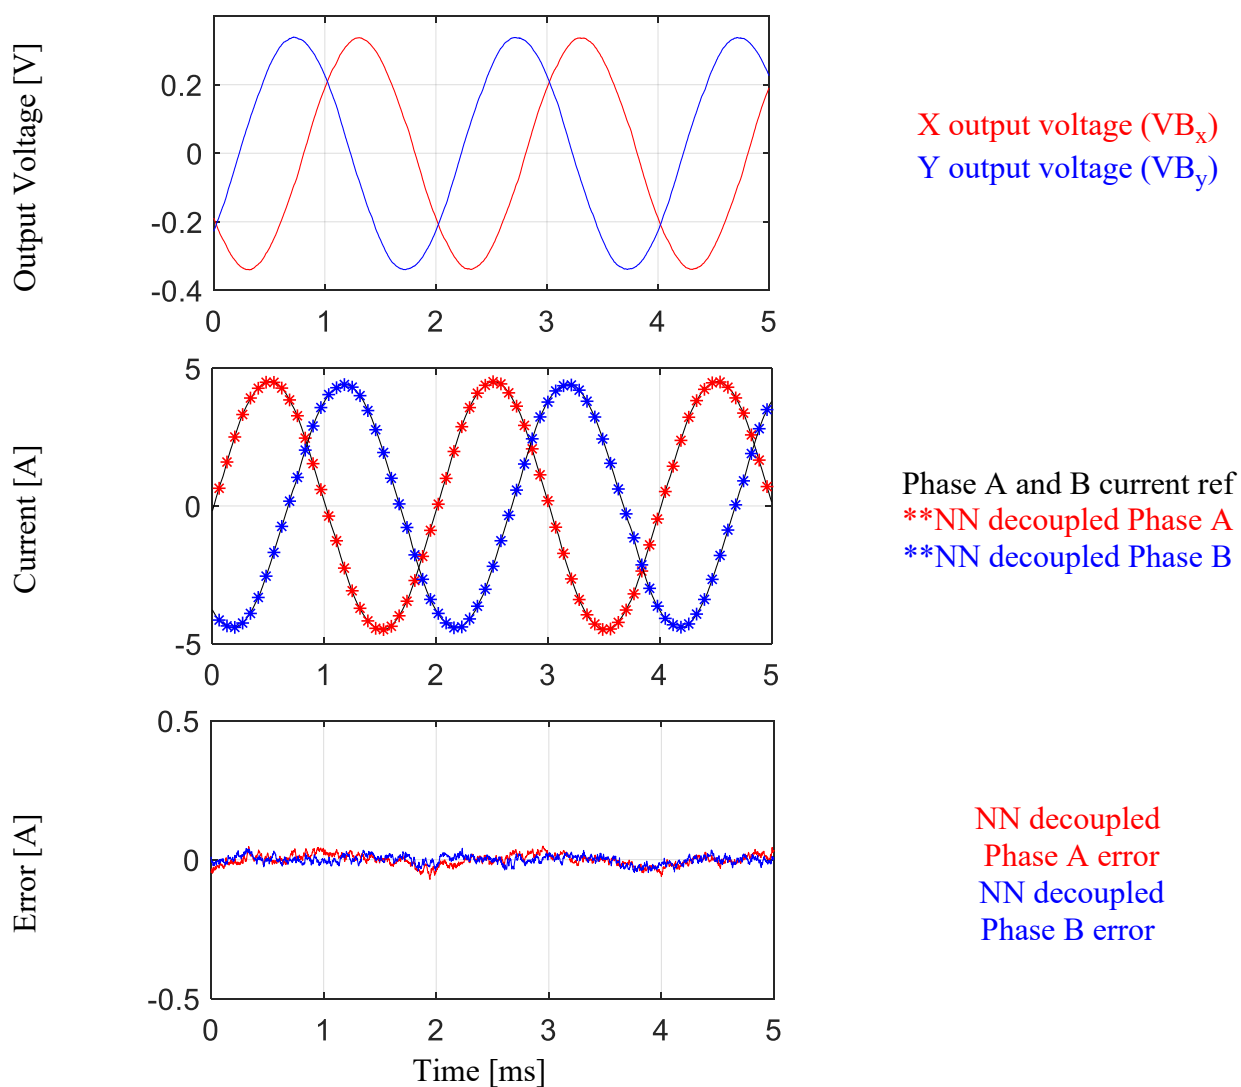 Output Voltage [V]
0.2
0
-0.2
-0.4
0 1 2 3 4 5
X output voltage (VBx)
Y output voltage (VBy)
Current [A]
5
0
-5
0 1 2 3 4 5
Phase A and B current ref
**NN decoupled Phase A
**NN decoupled Phase B
Error [A]
0.5
0
-0.5
0 1 2 3 4 5
Time [ms]
NN decoupled
Phase A error
NN decoupled
Phase B error